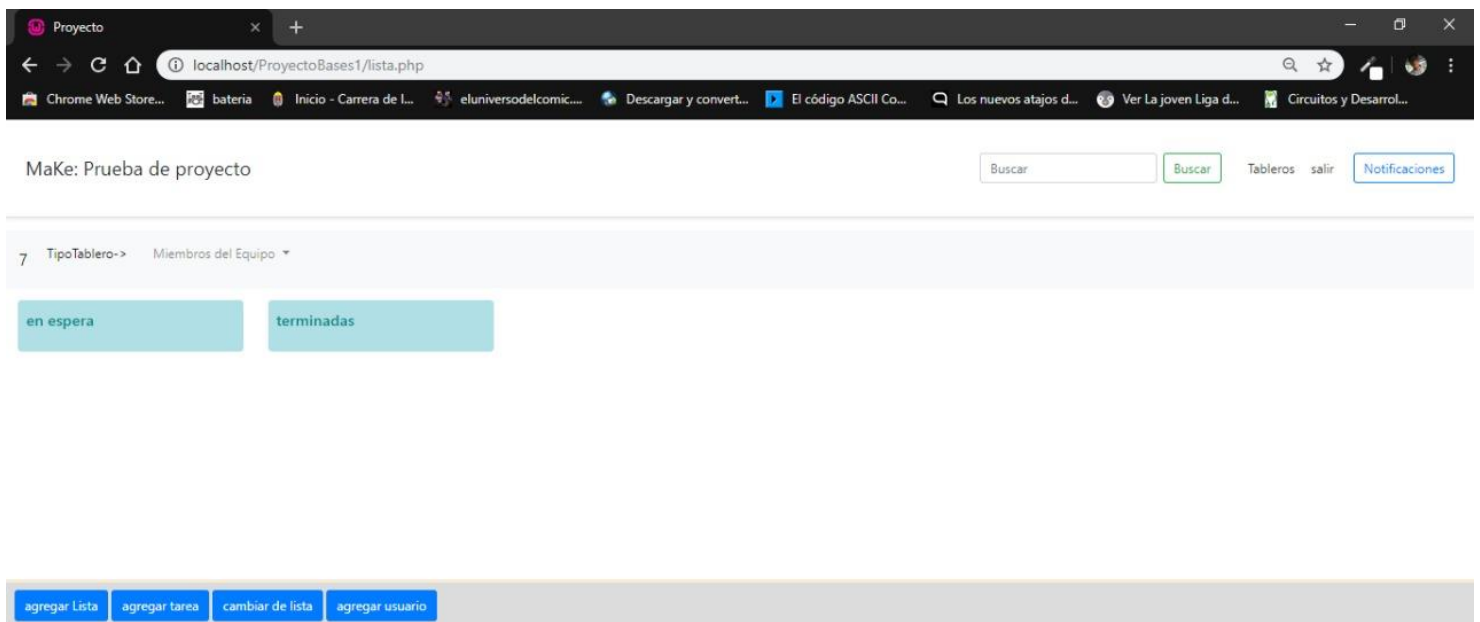 Proyecto
localhost/ProyectoBases1/lista.php
Chrome Web Store... bateria Inicio - Carrera de I... eluniversodelcomic.... Descargar y convert... El código ASCII Co... Los nuevos atajos d... Ver La joven Liga d... Circuitos y Desarrol...
MaKe: Prueba de proyecto Buscar Buscar Tableros salir Notificaciones
7 TipoTablero-> Miembros del Equipo
en espera terminadas
agregar Lista agregar tarea cambiar de lista agregar usuario